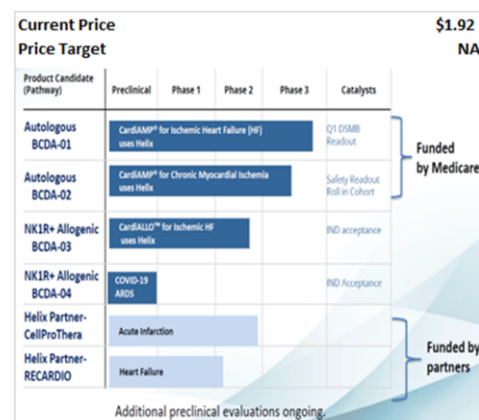 Current Price $1.92
Price Target NA
Product Candidate
(Pathway) Preclinical Phase 1 Phase 2 Phase 3 Catalysts
Autologous
BCDA-01
CardiAMP® for Ischemic Heart Failure (HF)
uses Helix
Q1 DSMB
Readout
Funded
by Medicare
Autologous
BCDA-02
CardiAMP® for Chronic Myocardial Ischemia
uses Helix
Safety Readout
Roll in Cohort
NK1R+ Allogenic
BCDA-03
CardiALLO™ for Ischemic HF
uses Helix
IND acceptance
NK1R+ Allogenic
BCDA-04
COVID-19
ARDS
IND Acceptance
Helix Partner-
CellProThera
Acute Infarction
Helix Partner-
RECARDIO
Heart Failure
Funded by
partners
Additional preclinical evaluations ongoing.